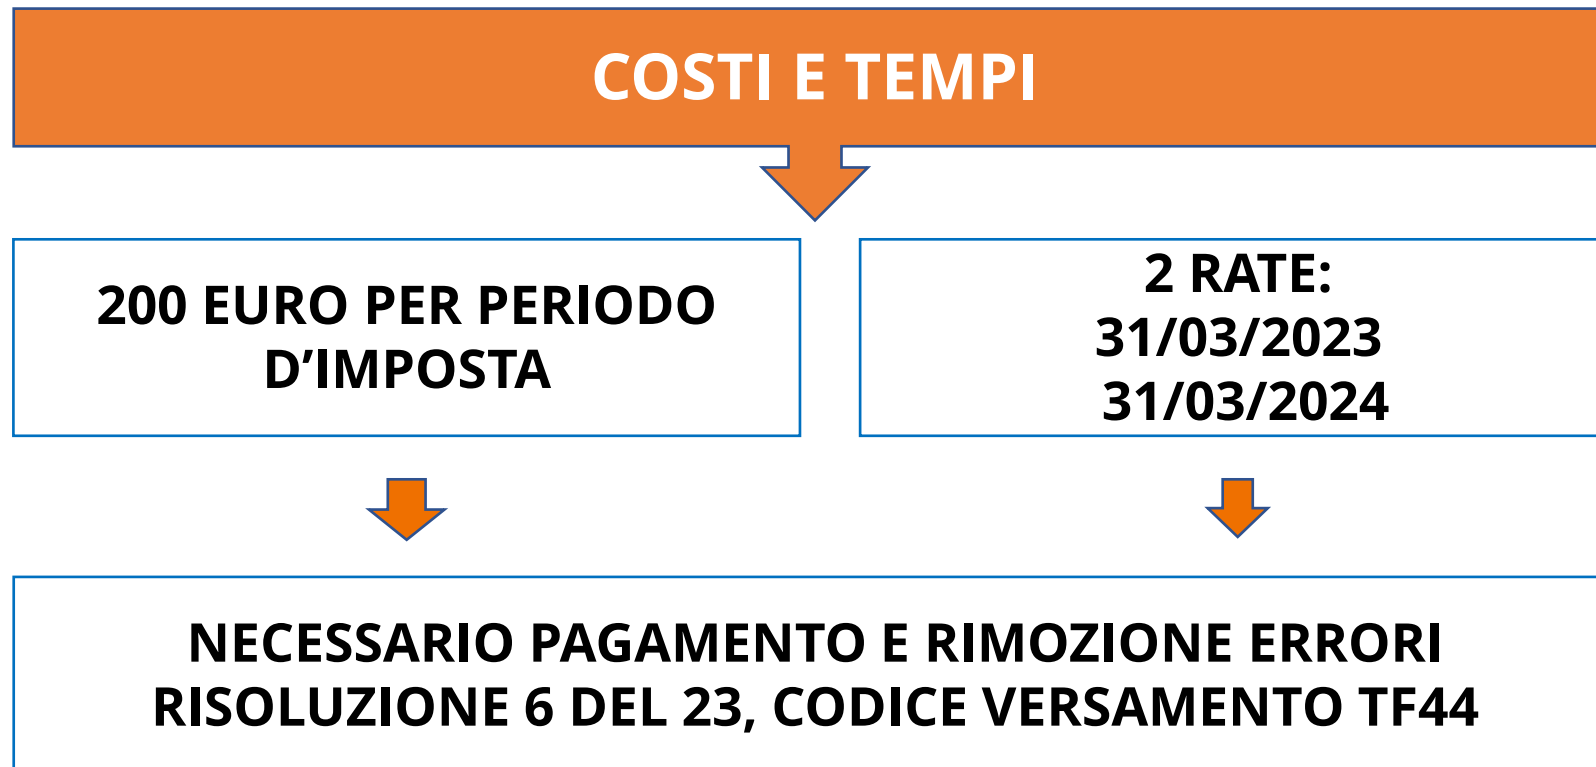 COSTI E TEMPI
200 EURO PER PERIODO
D’IMPOSTA
2 RATE:
31/03/2023
31/03/2024
NECESSARIO PAGAMENTO E RIMOZIONE ERRORI
RISOLUZIONE 6 DEL 23, CODICE VERSAMENTO TF44